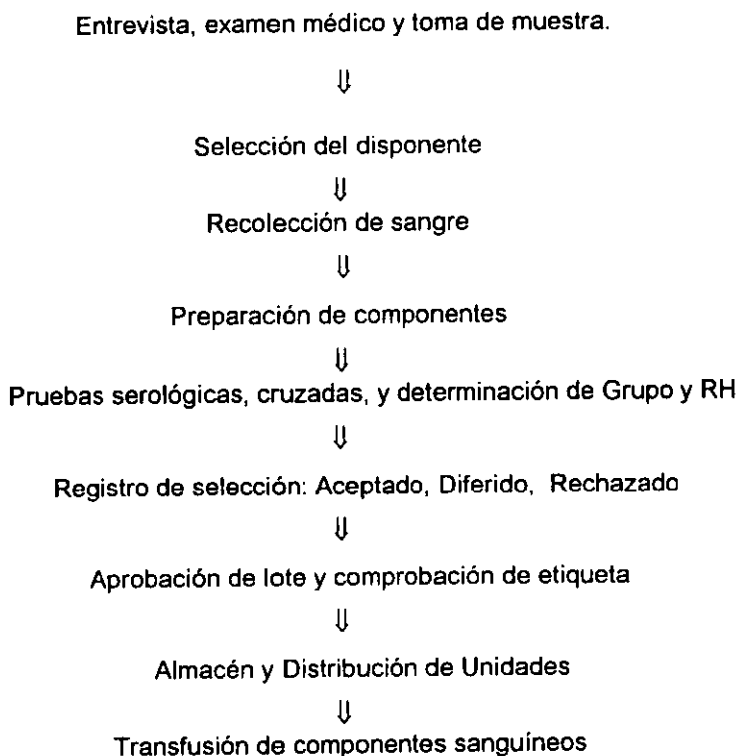 Entrevista, examen médico y toma de muestra.
⇓
Selección del disponente
⇓
Recolección de sangre
⇓
Preparación de componentes
⇓
Pruebas serológicas, cruzadas, y determinación de Grupo y RH
⇓
Registro de selección: Aceptado, Diferido, Rechazado
⇓
Aprobación de lote y comprobación de etiqueta
⇓
Almacén y Distribución de Unidades
⇓
Transfusión de componentes sanguíneos